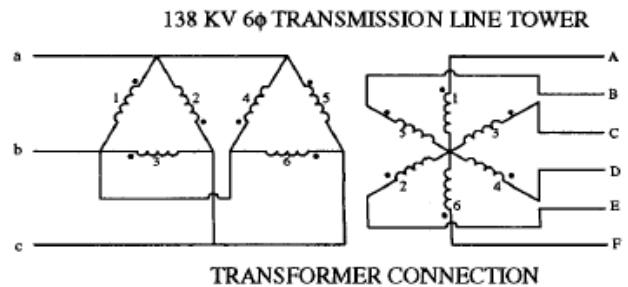 138 KV 6ϕ TRANSMISSION LINE TOWER
a
b
c
1
2
3
4
5
6
A
B
C
D
E
F
1
5
3
2
4
6
TRANSFORMER CONNECTION